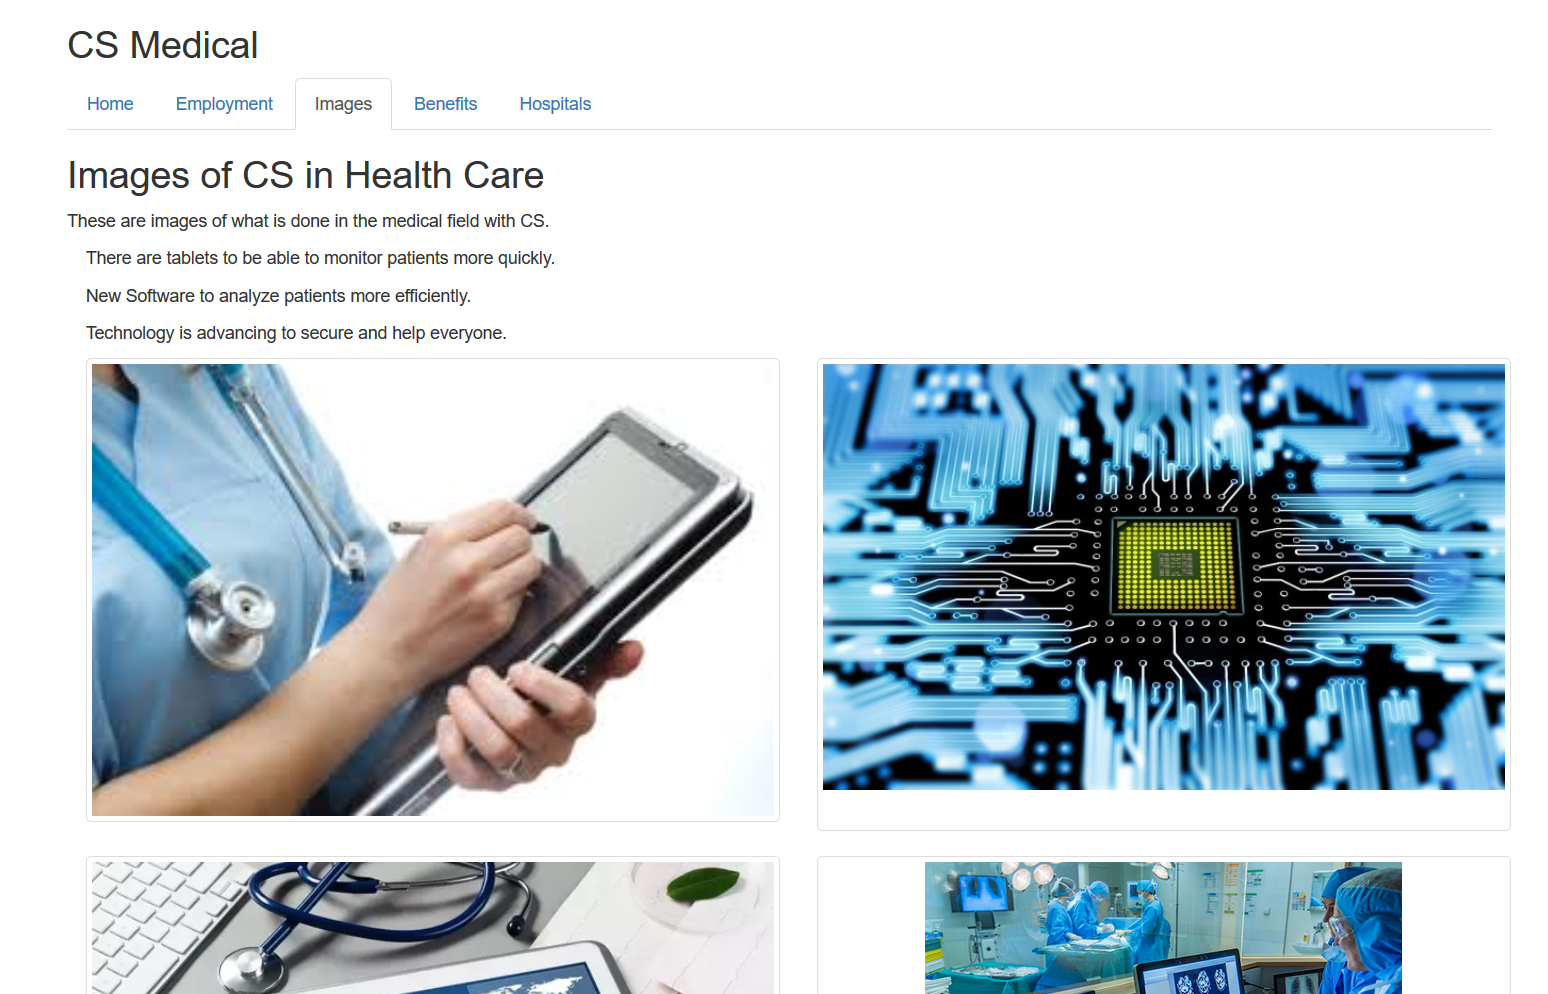 CS Medical
Home Employment Images Benefits Hospitals
Images of CS in Health Care
These are images of what is done in the medical field with CS.
There are tablets to be able to monitor patients more quickly.
New Software to analyze patients more efficiently.
Technology is advancing to secure and help everyone.